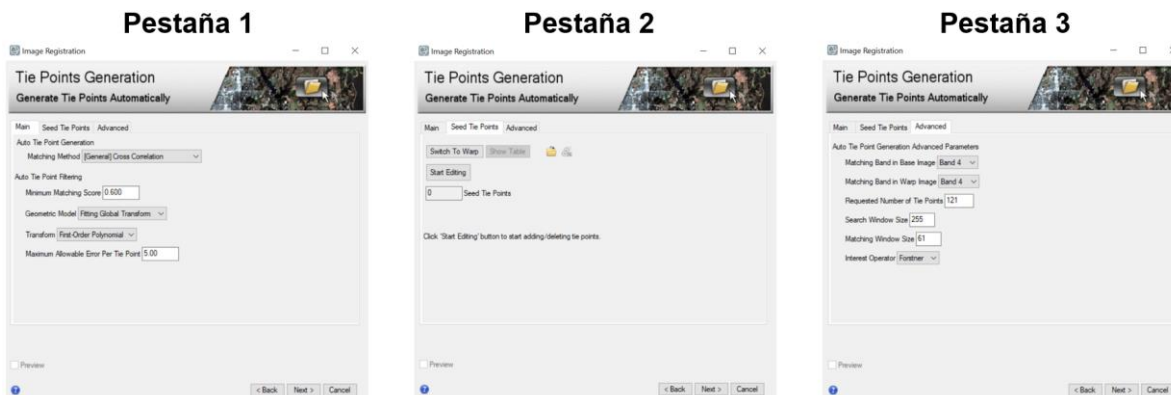 Pestaña 1
Image Registration
Tie Points Generation
Generate Tie Points Automatically
Main Seed Tie Points Advanced
Auto Tie Point Generation
Matching Method [General] Cross Correlation
Auto Tie Point Filtering
Minimum Matching Score 0.600
Geometric Model Fitting Global Transform
Transform First-Order Polynomial
Maximum Allowable Error Per Tie Point 5.00
Preview
< Back Next > Cancel
Pestaña 2
Image Registration
Tie Points Generation
Generate Tie Points Automatically
Main Seed Tie Points Advanced
Switch To Warp Show Table
Start Editing
0 Seed Tie Points
Click 'Start Editing' button to start adding/deleting tie points.
Preview
< Back Next > Cancel
Pestaña 3
Image Registration
Tie Points Generation
Generate Tie Points Automatically
Main Seed Tie Points Advanced
Auto Tie Point Generation Advanced Parameters
Matching Band in Base Image Band 4
Matching Band in Warp Image Band 4
Requested Number of Tie Points 121
Search Window Size 255
Matching Window Size 61
Interest Operator Forstner
Preview
< Back Next > Cancel